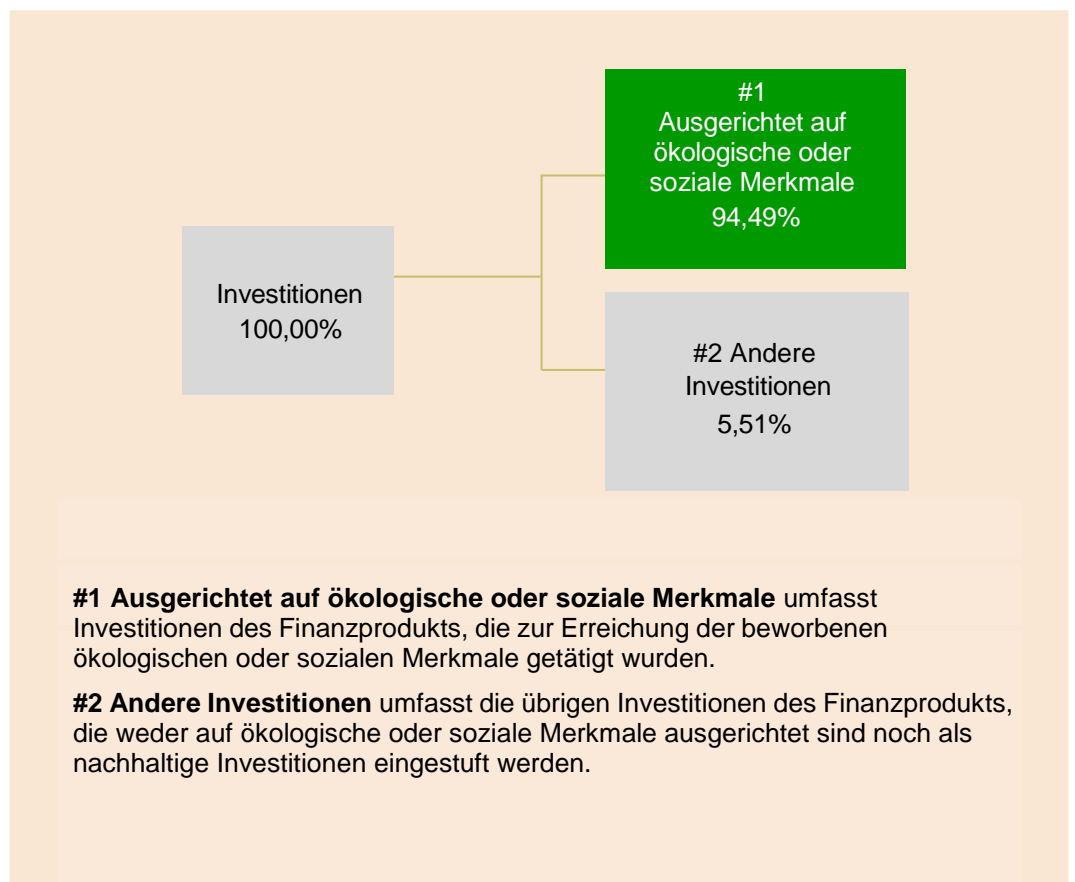 #1
Ausgerichtet auf
ökologische oder
soziale Merkmale
94,49%
Investitionen
100,00%
#2 Andere
Investitionen
5,51%
#1 Ausgerichtet auf ökologische oder soziale Merkmale umfasst
Investitionen des Finanzprodukts, die zur Erreichung der beworbenen
ökologischen oder sozialen Merkmale getätigt wurden.
#2 Andere Investitionen umfasst die übrigen Investitionen des Finanzprodukts,
die weder auf ökologische oder soziale Merkmale ausgerichtet sind noch als
nachhaltige Investitionen eingestuft werden.